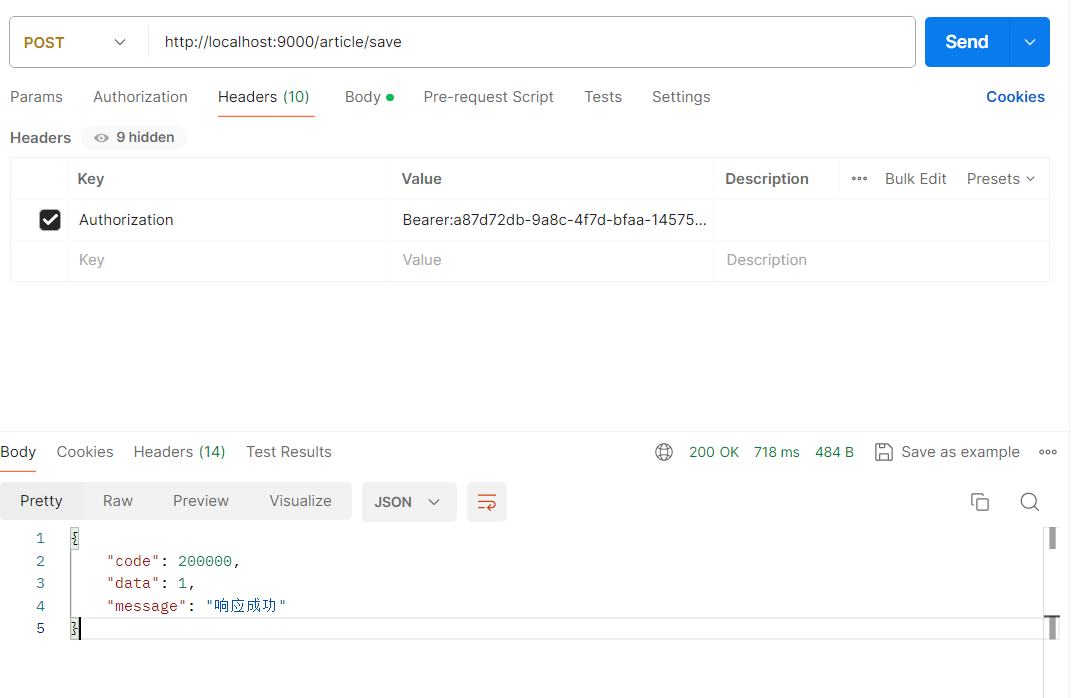 POST http://localhost:9000/article/save Send
Params Authorization Headers (10) Body Pre-request Script Tests Settings Cookies
Headers 9 hidden
Key Value Description Bulk Edit Presets
Authorization Bearer:a87d72db-9a8c-4f7d-bfaa-14575...
Key Value Description
Body Cookies Headers (14) Test Results 200 OK 718 ms 484 B Save as example
Pretty Raw Preview Visualize JSON
1 {
2 "code": 200000,
3 "data": 1,
4 "message": "响应成功"
5 }